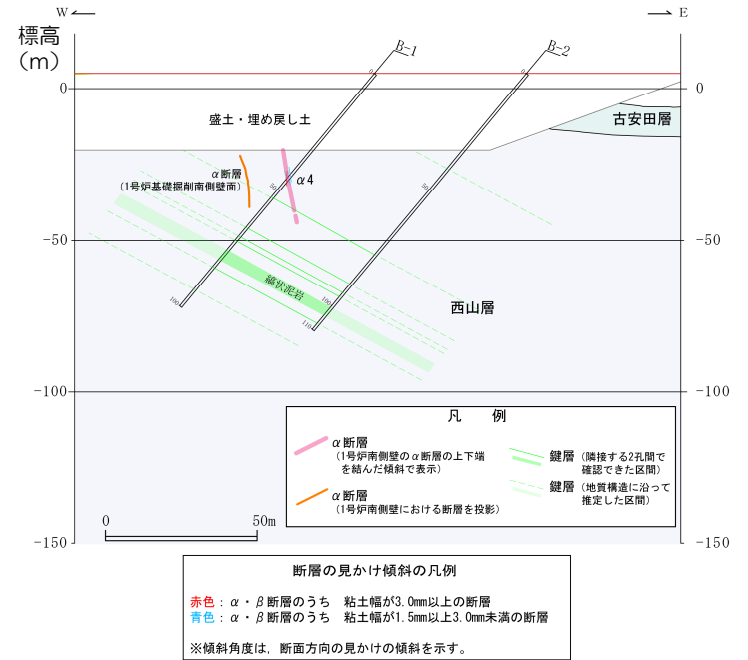 W
E
標高
(m)
B-1
B-2
0
0
0
0
盛土・埋め戻し土
古安田層
α断層
(1号炉基礎掘削南側壁面)
α4
50
50
-50
-50
縞状泥岩
西山層
100
100
110
-100
-100
凡 例
α断層
(1号炉南側壁のα断層の上下端
を結んだ傾斜で表示)
α断層
(1号炉南側壁における断層を投影)
鍵層 (隣接する2孔間で
確認できた区間)
鍵層 (地質構造に沿って
推定した区間)
0 50m
-150
-150
断層の見かけ傾斜の凡例
赤色：α・β断層のうち 粘土幅が3.0mm以上の断層
青色：α・β断層のうち 粘土幅が1.5mm以上3.0mm未満の断層
※傾斜角度は，断面方向の見かけの傾斜を示す。